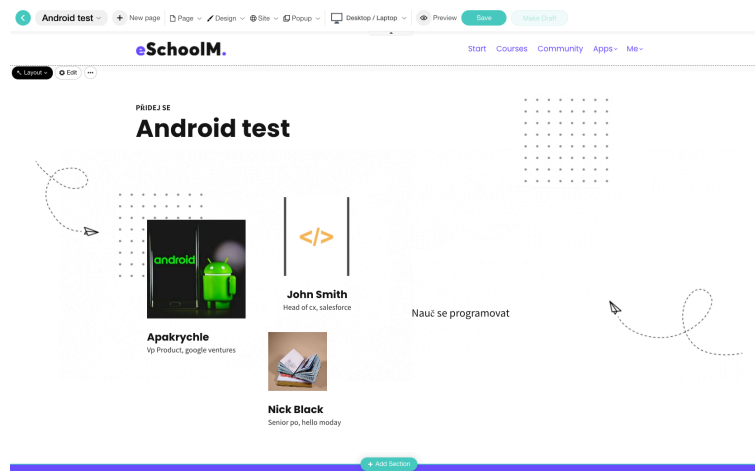 Android test
New page
Page
Design
Site
Popup
Desktop / Laptop
Preview
Save
Make Draft
eSchoolM.
Start
Courses
Community
Apps
Me
Layout
Edit
PŘIDEJ SE
Android test
android
</>
John Smith
Head of cx, salesforce
Nauč se programovat
Apakrychle
Vp Product, google ventures
Nick Black
Senior po, hello moday
+ Add Section